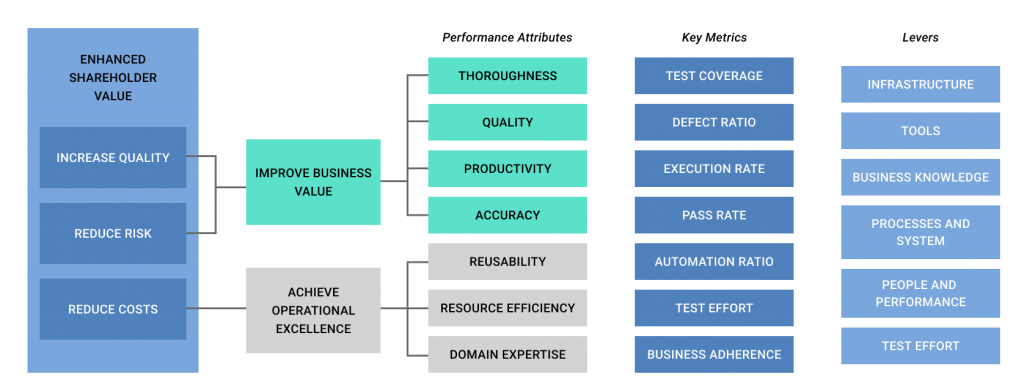 ENHANCED
SHAREHOLDER
VALUE
INCREASE QUALITY
REDUCE RISK
REDUCE COSTS
IMPROVE BUSINESS
VALUE
ACHIEVE
OPERATIONAL
EXCELLENCE
Performance Attributes
THOROUGHNESS
QUALITY
PRODUCTIVITY
ACCURACY
REUSABILITY
RESOURCE EFFICIENCY
DOMAIN EXPERTISE
Key Metrics
TEST COVERAGE
DEFECT RATIO
EXECUTION RATE
PASS RATE
AUTOMATION RATIO
TEST EFFORT
BUSINESS ADHERENCE
Levers
INFRASTRUCTURE
TOOLS
BUSINESS KNOWLEDGE
PROCESSES AND
SYSTEM
PEOPLE AND
PERFORMANCE
TEST EFFORT